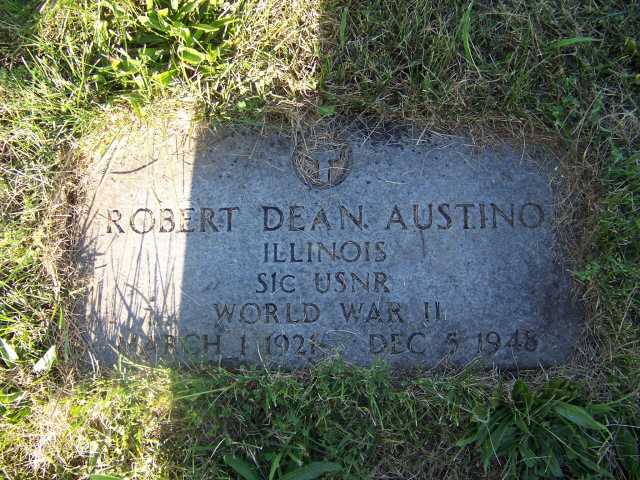 ROBERT DEAN AUSTINO
ILLINOIS
S1C USNR
WORLD WAR II
MARCH 1 1921 DEC 5 1948